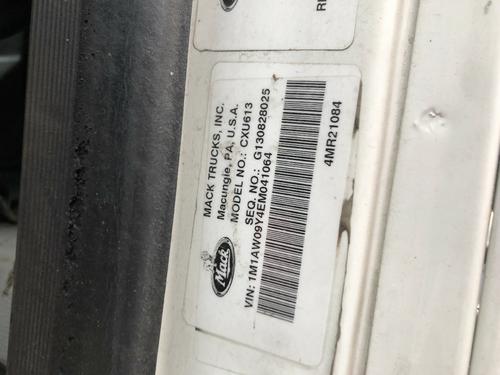 MACK TRUCKS, INC.
Macungie, PA, U.S.A.
MODEL NO.: CXU613
SEQ. NO.: G130828025
Mack
VIN: 1M1AW09Y4EM041064
4MR21084